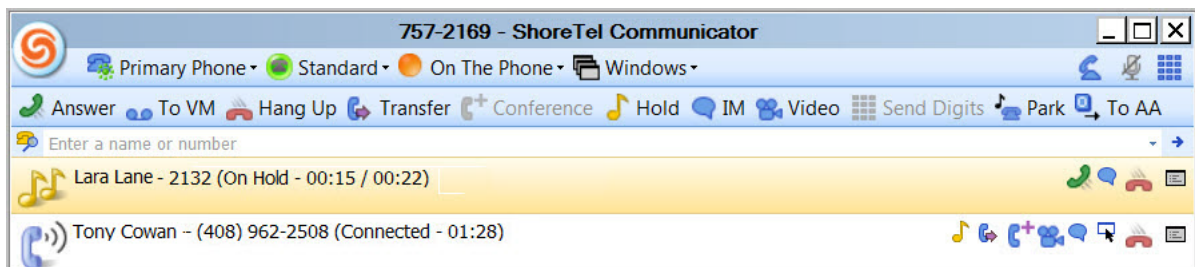 757-2169 - ShoreTel Communicator
Primary Phone Standard On The Phone Windows
Answer To VM Hang Up Transfer Conference Hold IM Video Send Digits Park To AA
Enter a name or number
Lara Lane - 2132 (On Hold - 00:15 / 00:22)
Tony Cowan -- (408) 962-2508 (Connected - 01:28)